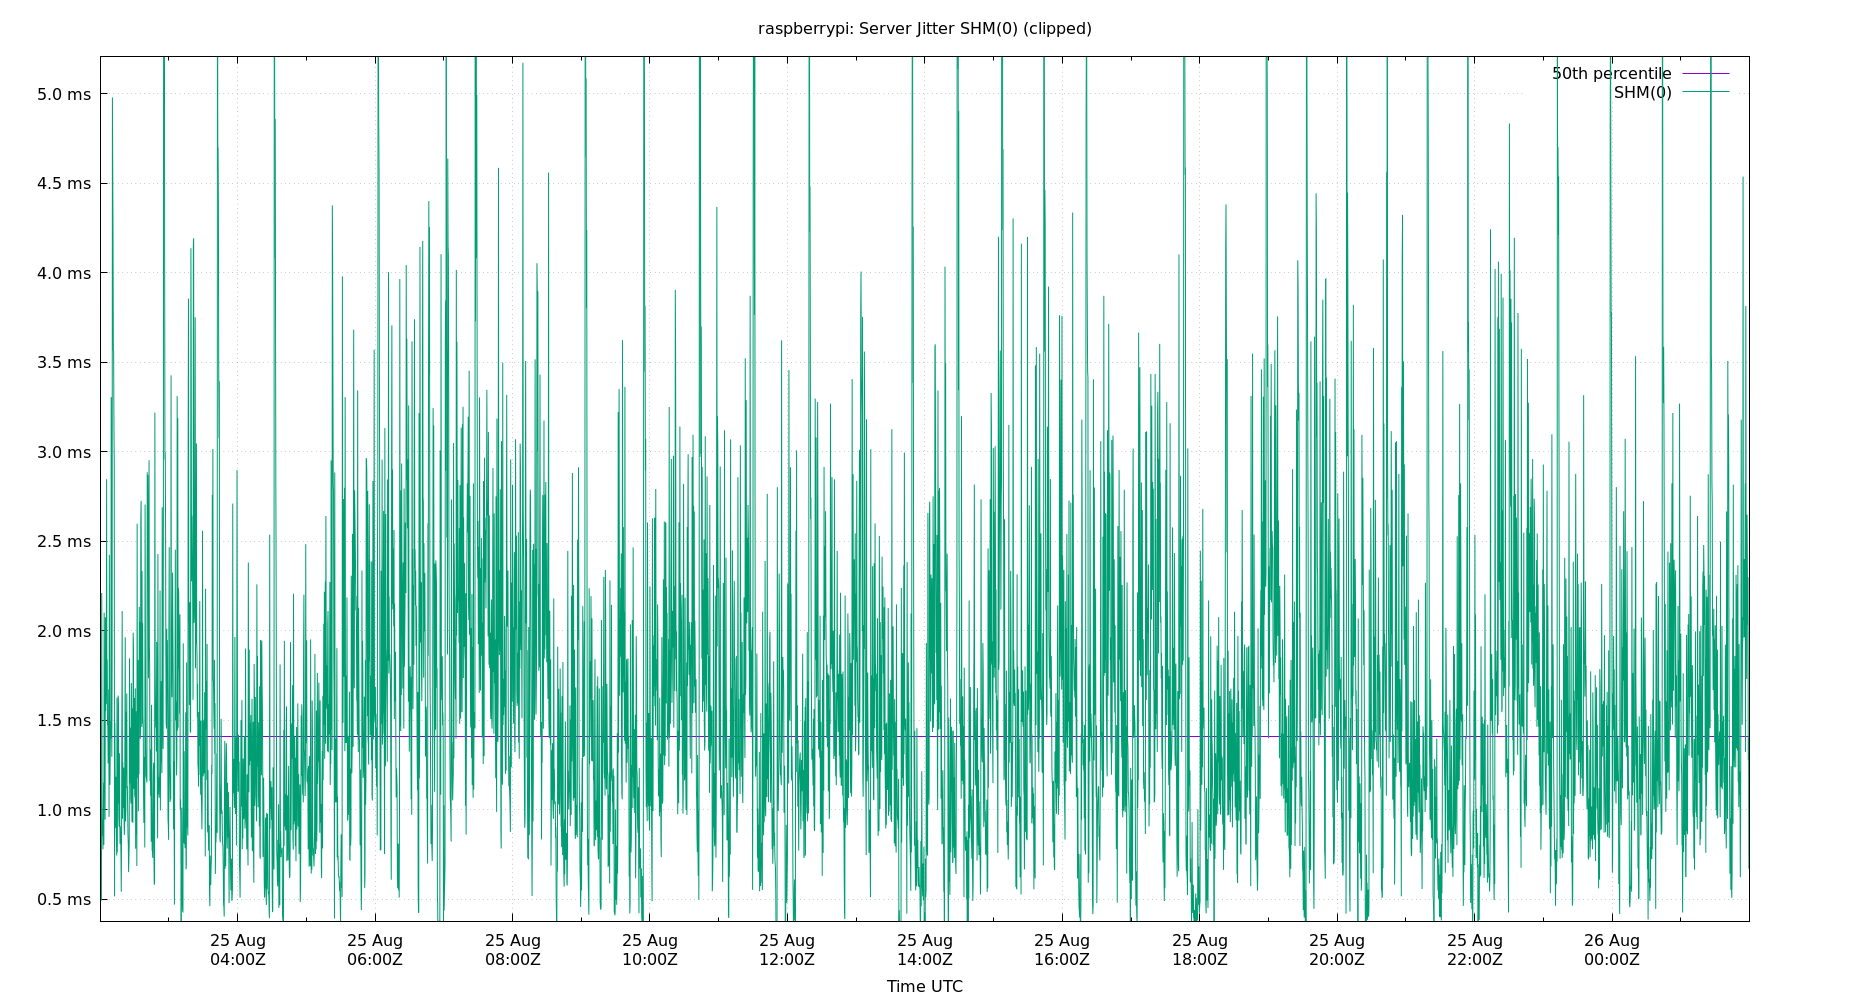 raspberrypi: Server Jitter SHM(0) (clipped)
50th percentile
SHM(0)
5.0 ms
4.5 ms
4.0 ms
3.5 ms
3.0 ms
2.5 ms
2.0 ms
1.5 ms
1.0 ms
0.5 ms
25 Aug 25 Aug 25 Aug 25 Aug 25 Aug 25 Aug 25 Aug 25 Aug 25 Aug 25 Aug 26 Aug
04:00Z 06:00Z 08:00Z 10:00Z 12:00Z 14:00Z 16:00Z 18:00Z 20:00Z 22:00Z 00:00Z
Time UTC